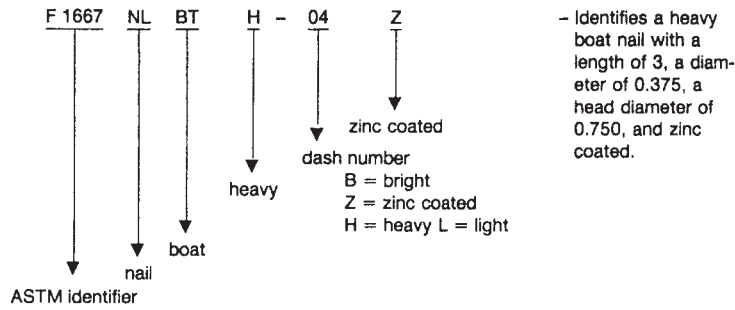 F 1667 NL BT H – 04 Z
– Identifies a heavy
boat nail with a
length of 3, a diam-
eter of 0.375, a
head diameter of
0.750, and zinc
coated.
zinc coated
dash number
B = bright
Z = zinc coated
H = heavy L = light
heavy
boat
nail
ASTM identifier